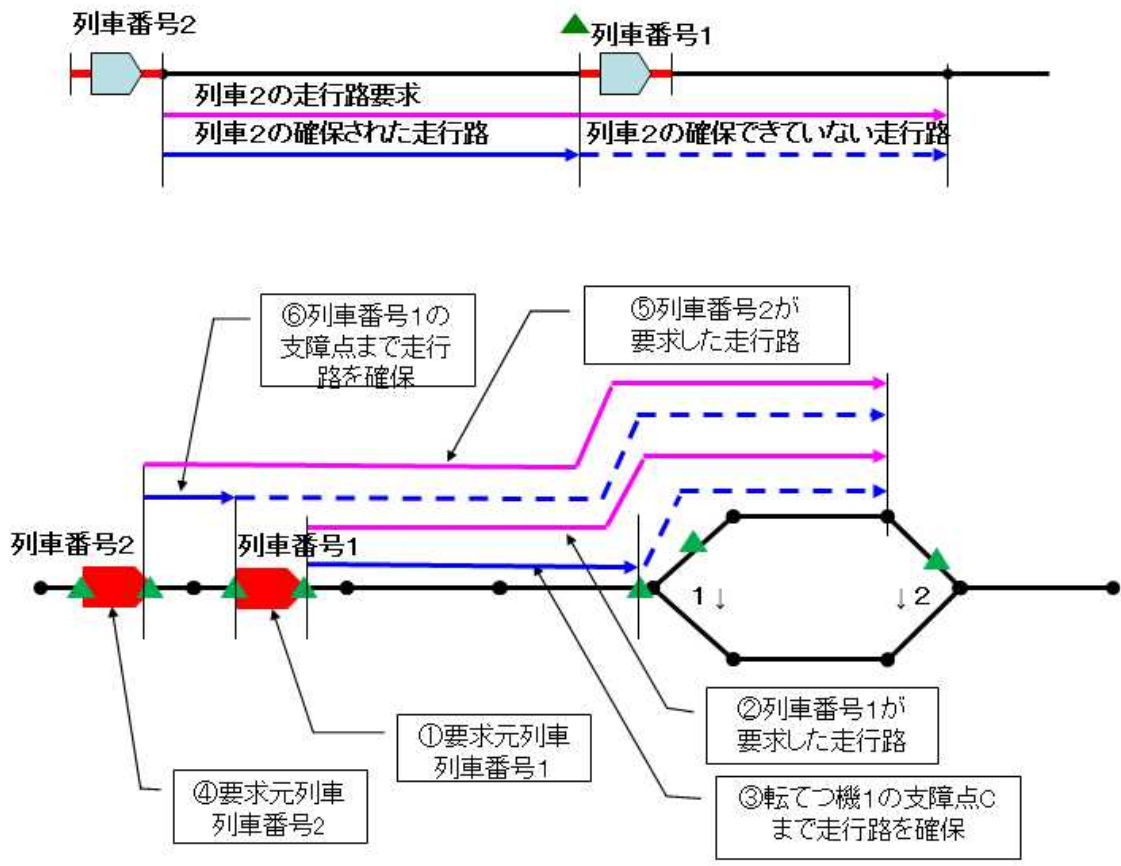 列車番号2
列車番号1
列車2の走行路要求
列車2の確保された走行路
列車2の確保できていない走行路
⑥列車番号1の
支障点まで走行
路を確保
⑤列車番号2が
要求した走行路
列車番号2
列車番号1
1↓
↓2
①要求元列車
列車番号1
②列車番号1が
要求した走行路
④要求元列車
列車番号2
③転てつ機1の支障点C
まで走行路を確保